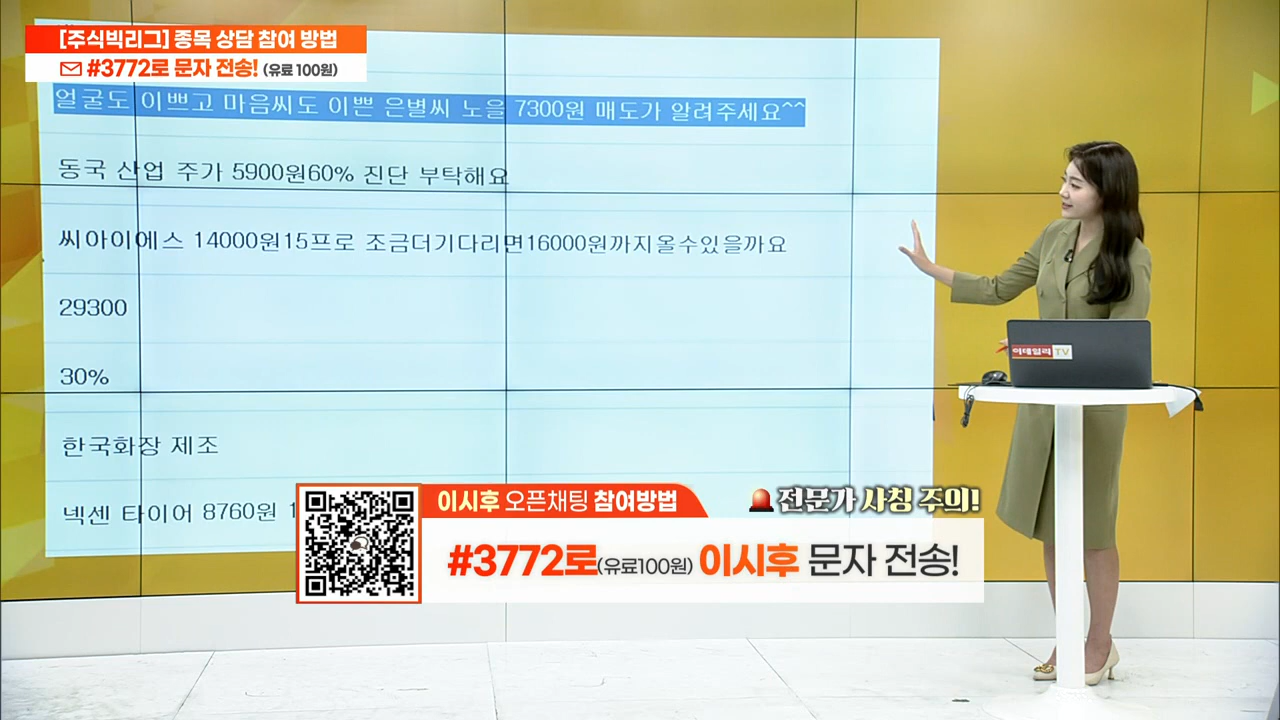 [주식빅리그] 종목 상담 참여 방법
#3772로 문자 전송! (유료 100원)
얼굴도 이쁘고 마음씨도 이쁜 은별씨 노을 7300원 매도가 알려주세요^^
동국 산업 주가 5900원60% 진단 부탁해요
씨아이에스 14000원15프로 조금더기다리면16000원까지올수있을까요
29300
30%
한국화장 제조
넥센 타이어 8760원 1
이데일리 TV
이시후 오픈채팅 참여방법
전문가 사칭 주의!
#3772로(유료100원) 이시후 문자 전송!